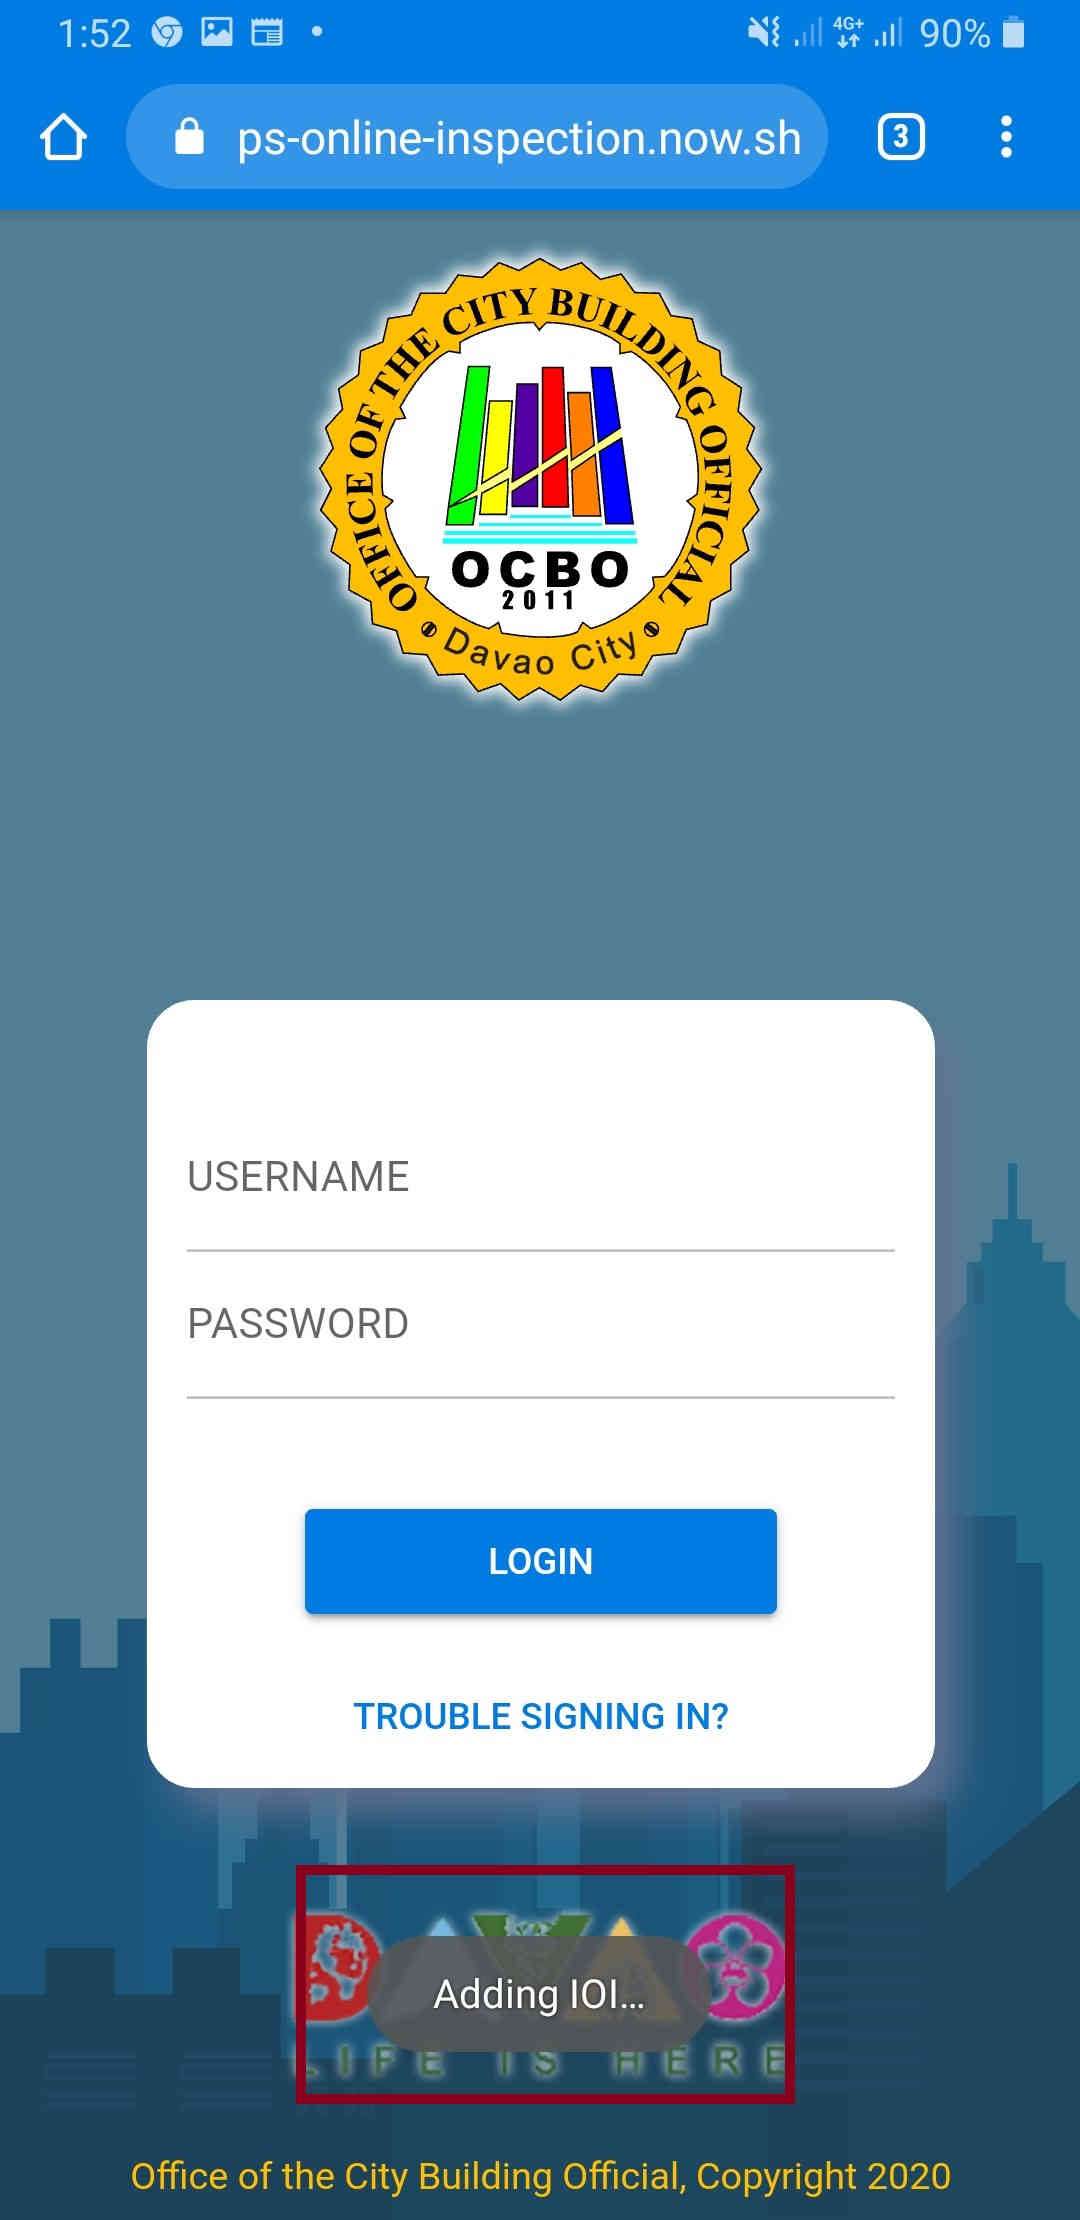 1:52
4G+
90%
ps-online-inspection.now.sh
3
OFFICE OF THE CITY BUILDING OFFICIAL
OCBO
2011
Davao City
USERNAME
PASSWORD
LOGIN
TROUBLE SIGNING IN?
Adding IOI...
LIFE IS HERE
Office of the City Building Official, Copyright 2020